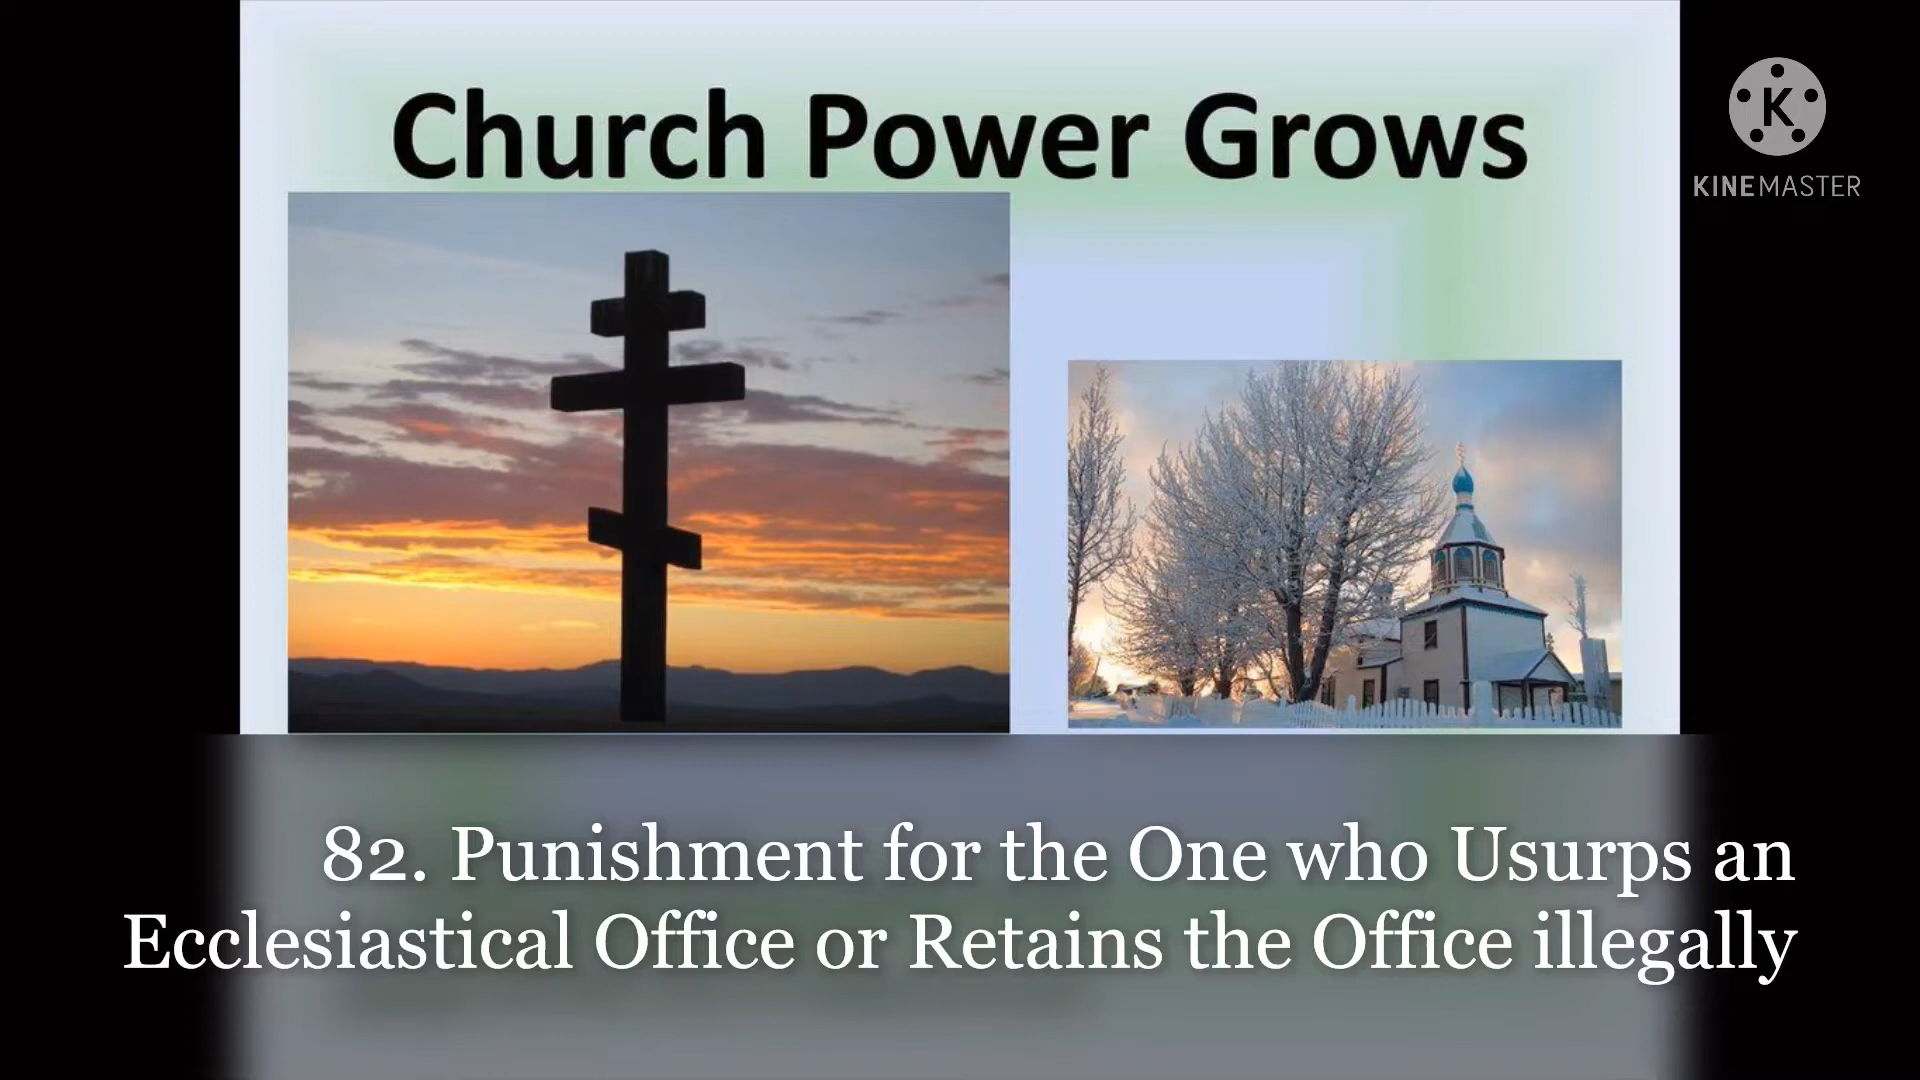 Church Power Grows
K
KINEMASTER
82. Punishment for the One who Usurps an
Ecclesiastical Office or Retains the Office illegally